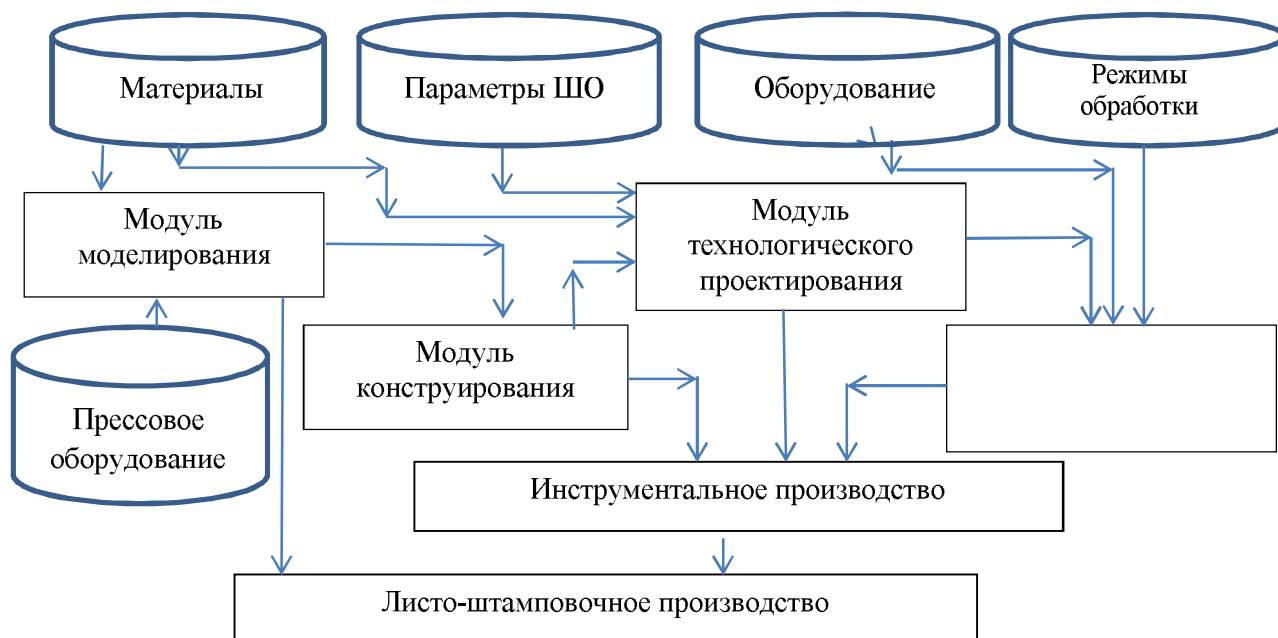 Материалы
Параметры ШО
Оборудование
Режимы
обработки
Модуль
моделирования
Модуль
технологического
проектирования
Модуль
конструирования
Прессовое
оборудование
Инструментальное производство
Листо-штамповочное производство